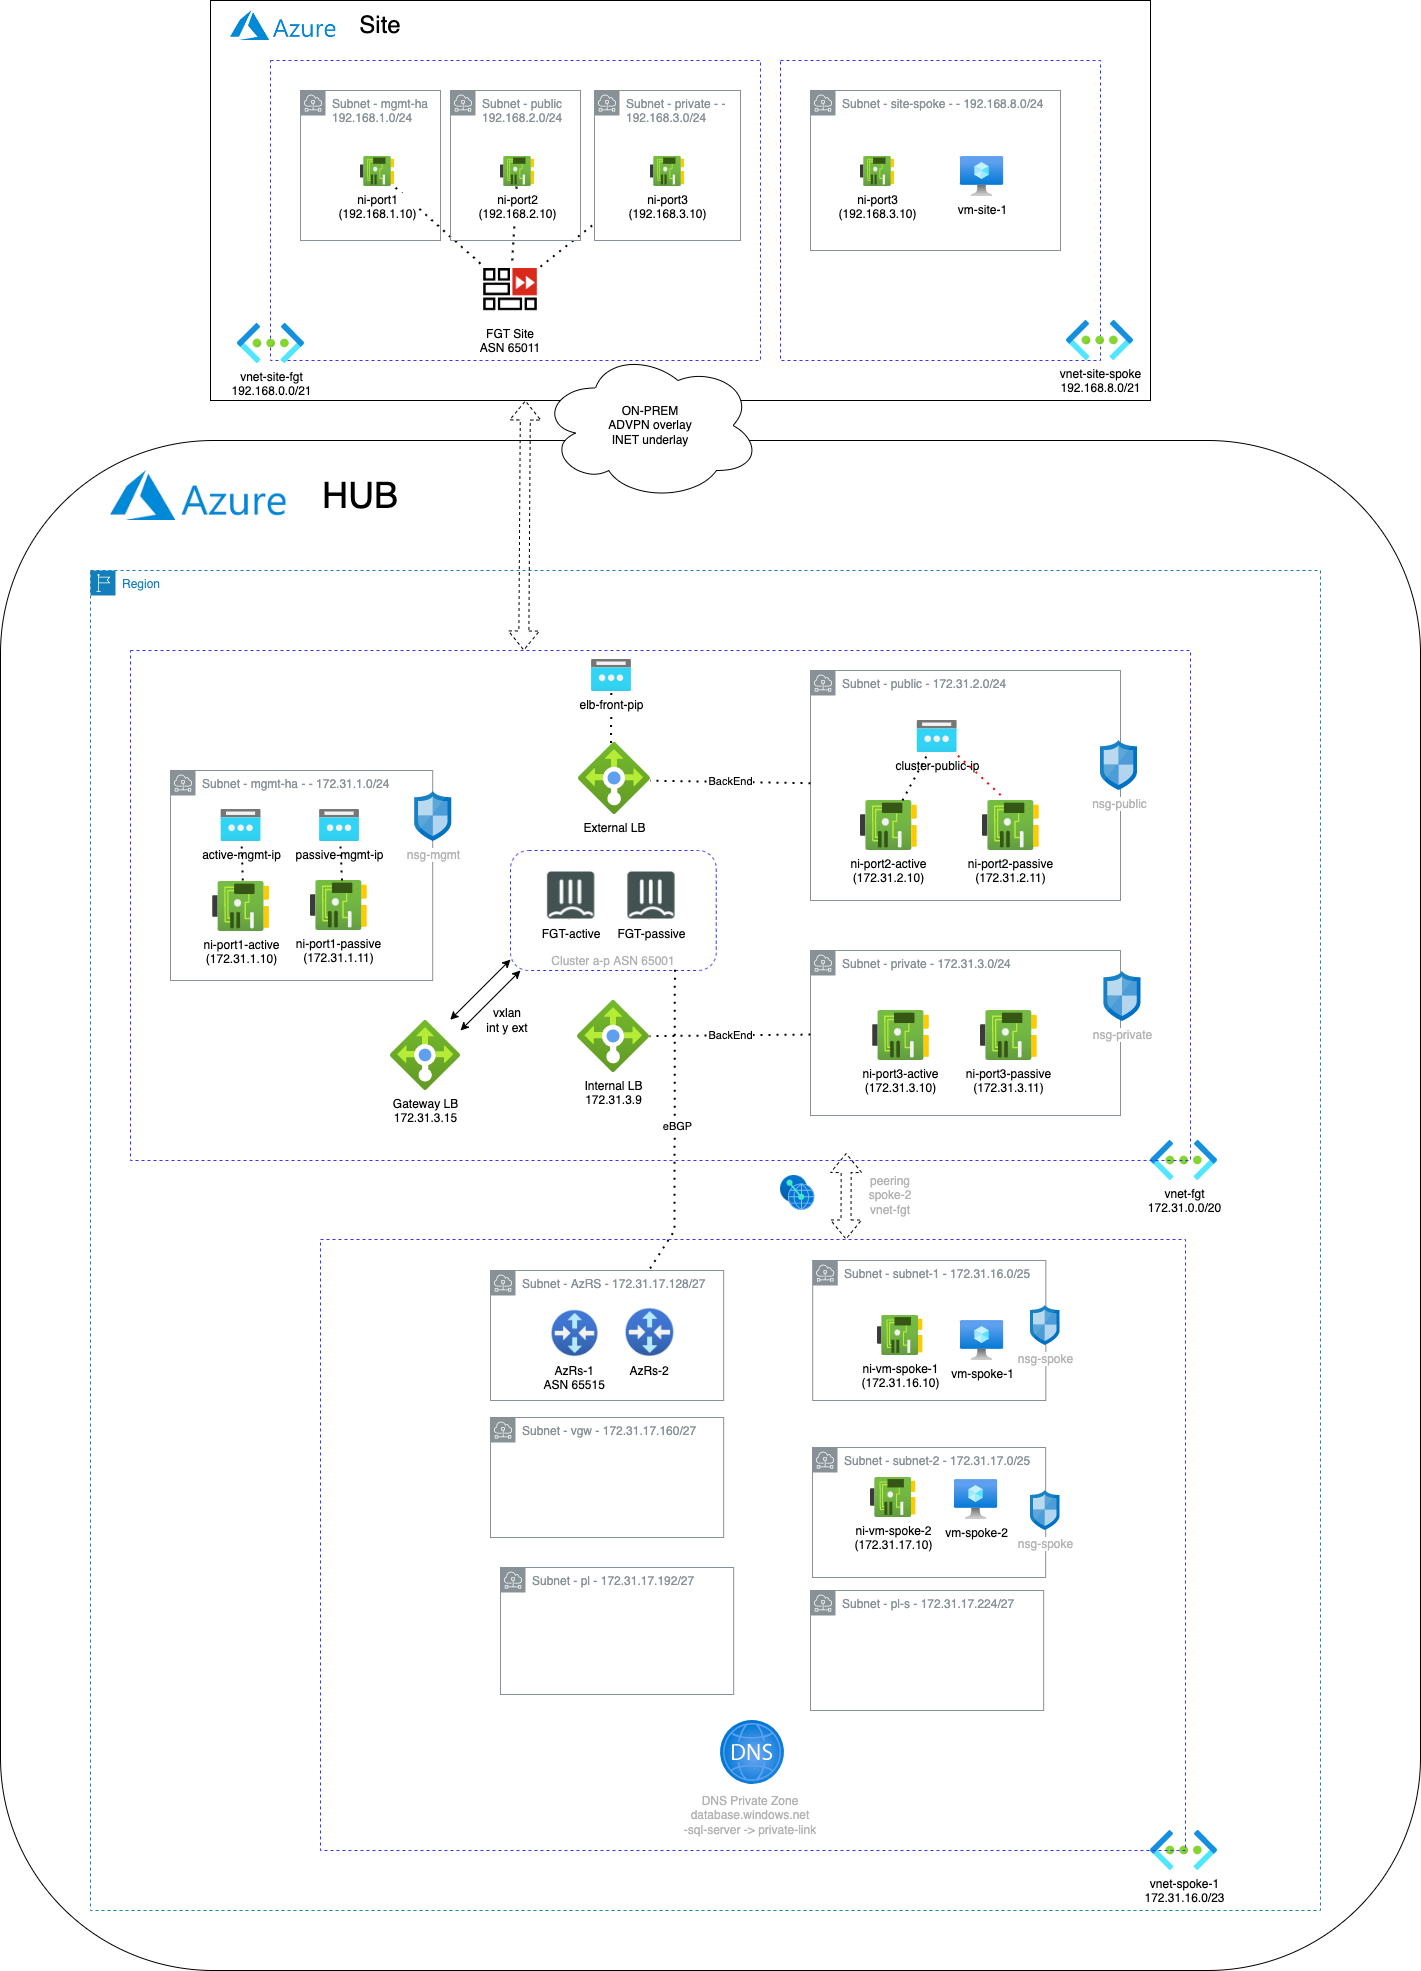 Azure Site
Subnet - mgmt-ha
192.168.1.0/24
Subnet - public
192.168.2.0/24
Subnet - private - -
192.168.3.0/24
ni-port1
(192.168.1.10)
ni-port2
(192.168.2.10)
ni-port3
(192.168.3.10)
FGT Site
ASN 65011
vnet-site-fgt
192.168.0.0/21
Subnet - site-spoke - - 192.168.8.0/24
ni-port3
(192.168.3.10)
vm-site-1
vnet-site-spoke
192.168.8.0/21
ON-PREM
ADVPN overlay
INET underlay
Azure HUB
Region
elb-front-pip
External LB
BackEnd
Subnet - public - 172.31.2.0/24
cluster-public-ip
ni-port2-active
(172.31.2.10)
ni-port2-passive
(172.31.2.11)
nsg-public
Subnet - mgmt-ha - - 172.31.1.0/24
active-mgmt-ip
passive-mgmt-ip
ni-port1-active
(172.31.1.10)
ni-port1-passive
(172.31.1.11)
nsg-mgmt
FGT-active
FGT-passive
Cluster a-p ASN 65001
vxlan
int y ext
Gateway LB
172.31.3.15
Internal LB
172.31.3.9
BackEnd
eBGP
Subnet - private - 172.31.3.0/24
ni-port3-active
(172.31.3.10)
ni-port3-passive
(172.31.3.11)
nsg-private
vnet-fgt
172.31.0.0/20
peering
spoke-2
vnet-fgt
Subnet - AzRS - 172.31.17.128/27
AzRs-1
ASN 65515
AzRs-2
Subnet - subnet-1 - 172.31.16.0/25
ni-vm-spoke-1
(172.31.16.10)
vm-spoke-1
nsg-spoke
Subnet - vgw - 172.31.17.160/27
Subnet - subnet-2 - 172.31.17.0/25
ni-vm-spoke-2
(172.31.17.10)
vm-spoke-2
nsg-spoke
Subnet - pl - 172.31.17.192/27
Subnet - pl-s - 172.31.17.224/27
DNS
DNS Private Zone
database.windows.net
-sql-server -> private-link
vnet-spoke-1
172.31.16.0/23